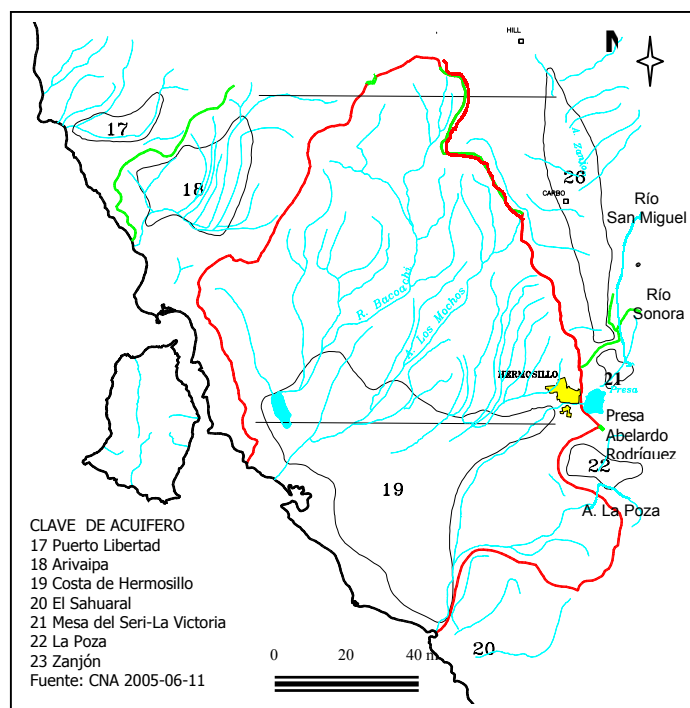 HILL
N
17
18
A. Zanjo
26
CARBO
Río
San Miguel
R. Bacoachi
Río
Sonora
A. Los Mochos
HERMOSILLO
21
Presa
Presa
Abelardo
Rodríguez
22
19
A. La Poza
20
CLAVE DE ACUIFERO
17 Puerto Libertad
18 Arivaipa
19 Costa de Hermosillo
20 El Sahuaral
21 Mesa del Seri-La Victoria
22 La Poza
23 Zanjón
Fuente: CNA 2005-06-11
0 20 40 m